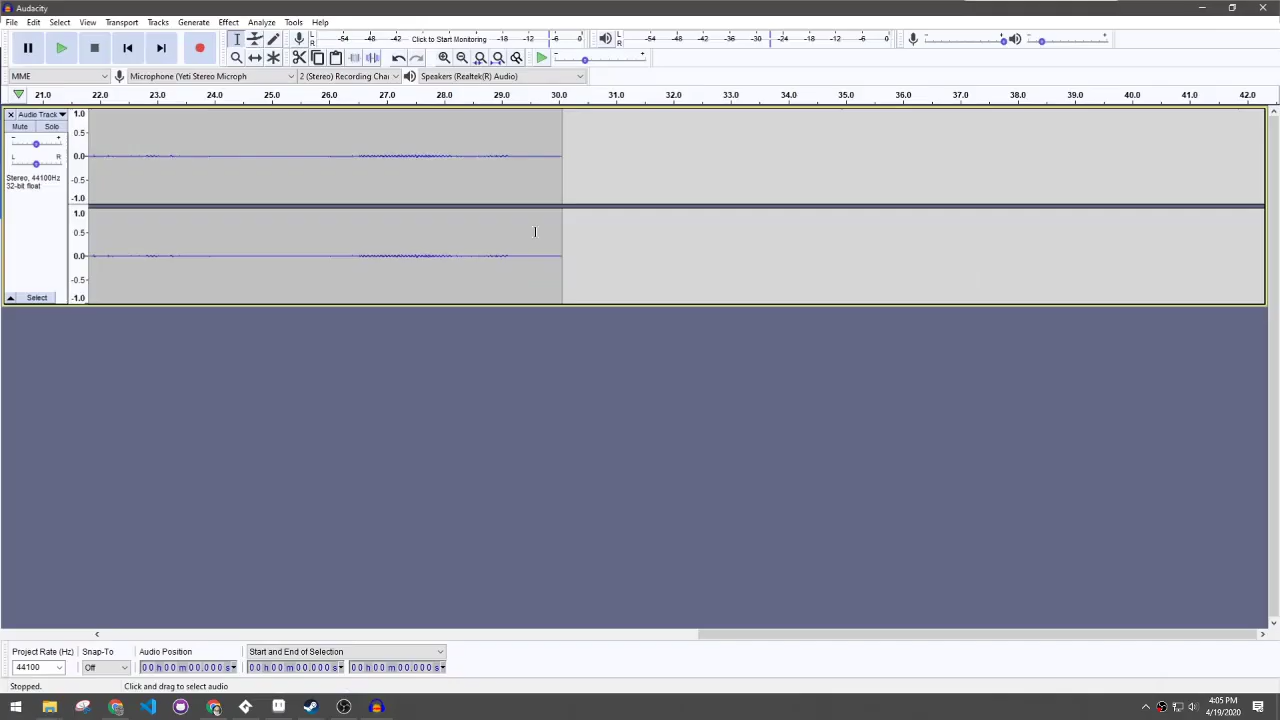 Audacity
File Edit Select View Transport Tracks Generate Effect Analyze Tools Help
L R -54 -48 -42 Click to Start Monitoring -18 -12 -6 0 L R -54 -48 -42 -36 -30 -24 -18 -12 -6 0 - + - +
- +
MME Microphone (Yeti Stereo Microph 2 (Stereo) Recording Chan Speakers (Realtek(R) Audio)
21.0 22.0 23.0 24.0 25.0 26.0 27.0 28.0 29.0 30.0 31.0 32.0 33.0 34.0 35.0 36.0 37.0 38.0 39.0 40.0 41.0 42.0
Audio Track 1.0
Mute Solo 0.5
- +
L R 0.0
Stereo, 44100Hz -0.5
32-bit float
-1.0
1.0
0.5
0.0
-0.5
Select -1.0
Project Rate (Hz) Snap-To Audio Position Start and End of Selection
44100 Off 00 h 00 m 00.000 s 00 h 00 m 00.000 s 00 h 00 m 00.000 s
Stopped. Click and drag to select audio
4:05 PM
4/19/2020